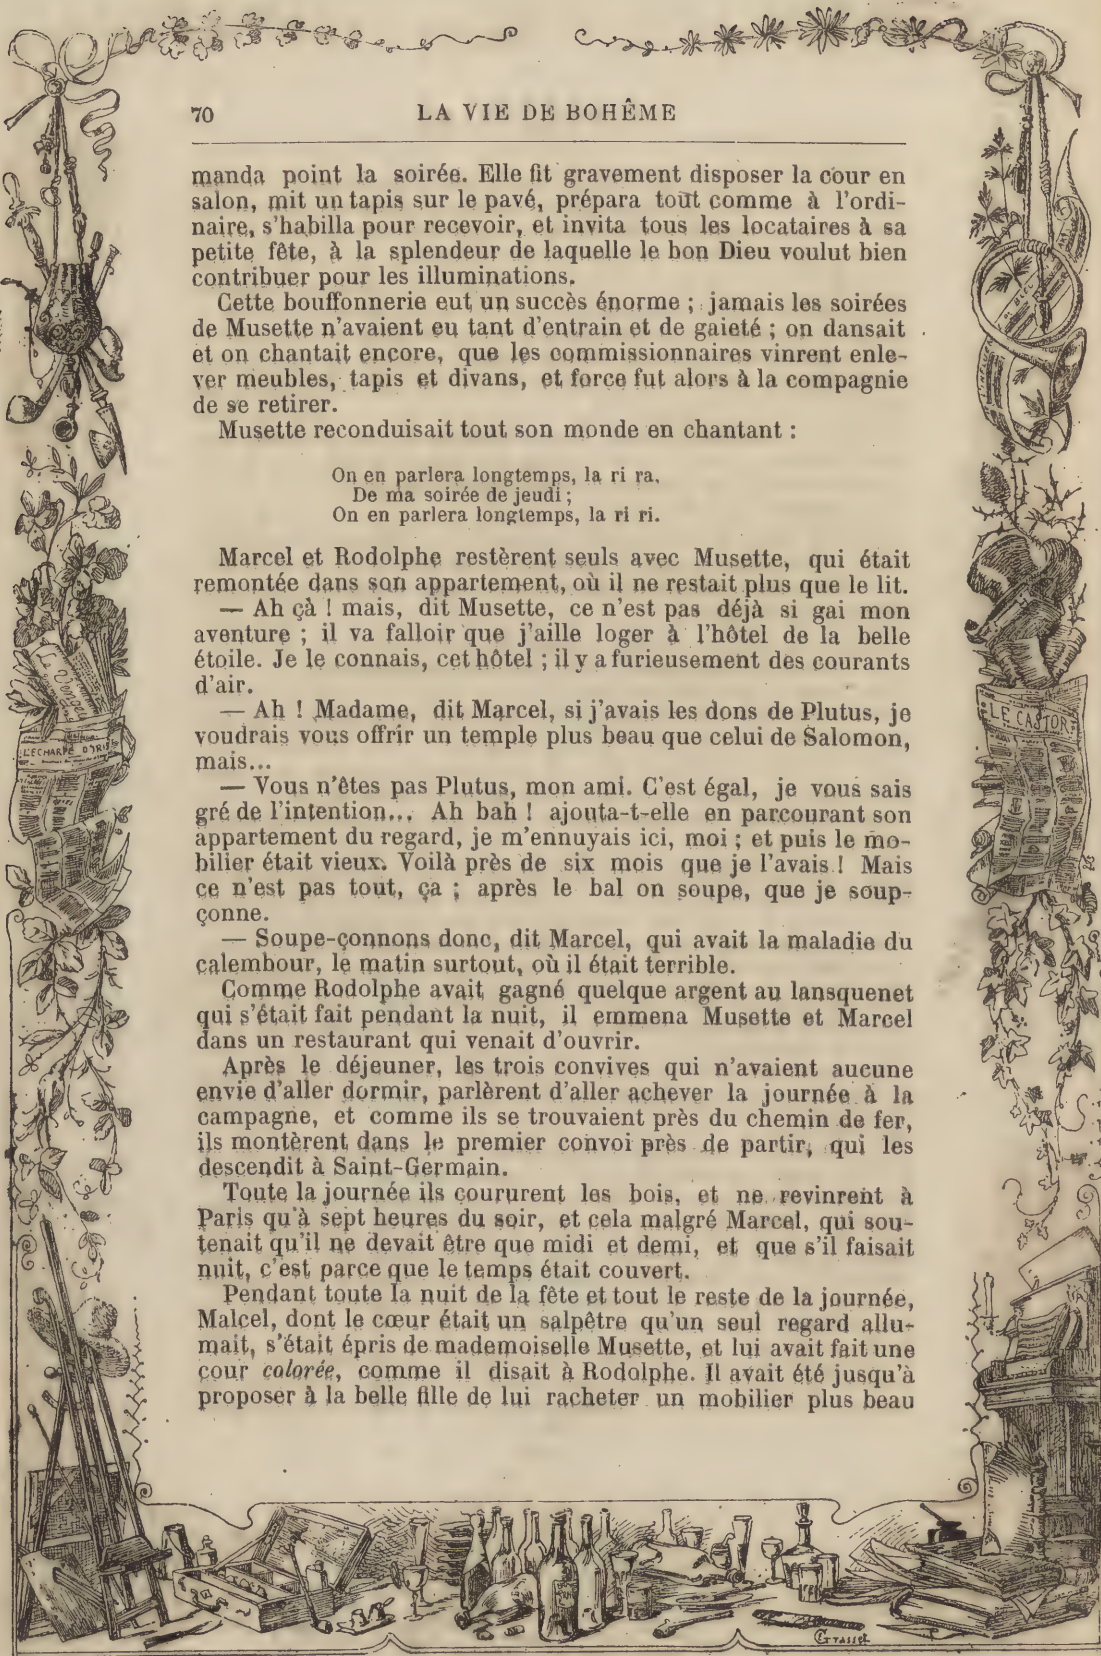 70
LA VIE DE BOHÊME
manda point la soirée. Elle fit gravement disposer la cour en
salon, mit un tapis sur le pavé, prépara tout comme à l'ordi-
naire, s'habilla pour recevoir, et invita tous les locataires à sa
petite fête, à la splendeur de laquelle le bon Dieu voulut bien
contribuer pour les illuminations.
Cette bouffonnerie eut un succès énorme ; jamais les soirées
de Musette n'avaient eu tant d'entrain et de gaieté ; on dansait
et on chantait encore, que les commissionnaires vinrent enle-
ver meubles, tapis et divans, et force fut alors à la compagnie
de se retirer.
Musette reconduisait tout son monde en chantant :
On en parlera longtemps, la ri ra,
De ma soirée de jeudi ;
On en parlera longtemps, la ri ri.
Marcel et Rodolphe restèrent seuls avec Musette, qui était
remontée dans son appartement, où il ne restait plus que le lit.
— Ah çà ! mais, dit Musette, ce n'est pas déjà si gai mon
aventure ; il va falloir que j'aille loger à l'hôtel de la belle
étoile. Je le connais, cet hôtel ; il y a furieusement des courants
d'air.
— Ah ! Madame, dit Marcel, si j'avais les dons de Plutus, je
voudrais vous offrir un temple plus beau que celui de Salomon,
mais...
— Vous n'êtes pas Plutus, mon ami. C'est égal, je vous sais
gré de l'intention... Ah bah ! ajouta-t-elle en parcourant son
appartement du regard, je m'ennuyais ici, moi ; et puis le mo-
bilier était vieux. Voilà près de six mois que je l'avais ! Mais
ce n'est pas tout, ça ; après le bal on soupe, que je soup-
çonne.
— Soupe-çonnons donc, dit Marcel, qui avait la maladie du
calembour, le matin surtout, où il était terrible.
Comme Rodolphe avait gagné quelque argent au lansquenet
qui s'était fait pendant la nuit, il emmena Musette et Marcel
dans un restaurant qui venait d'ouvrir.
Après le déjeuner, les trois convives qui n'avaient aucune
envie d'aller dormir, parlèrent d'aller achever la journée à la
campagne, et comme ils se trouvaient près du chemin de fer,
ils montèrent dans le premier convoi près de partir, qui les
descendit à Saint-Germain.
Toute la journée ils coururent les bois, et ne revinrent à
Paris qu'à sept heures du soir, et cela malgré Marcel, qui sou-
tenait qu'il ne devait être que midi et demi, et que s'il faisait
nuit, c'est parce que le temps était couvert.
Pendant toute la nuit de la fête et tout le reste de la journée,
Malcel, dont le cœur était un salpêtre qu'un seul regard allu-
mait, s'était épris de mademoiselle Musette, et lui avait fait une
cour colorée, comme il disait à Rodolphe. Il avait été jusqu'à
proposer à la belle fille de lui racheter un mobilier plus beau
L'ECHARPE D'IRIS
LE CASTOR
Grasset